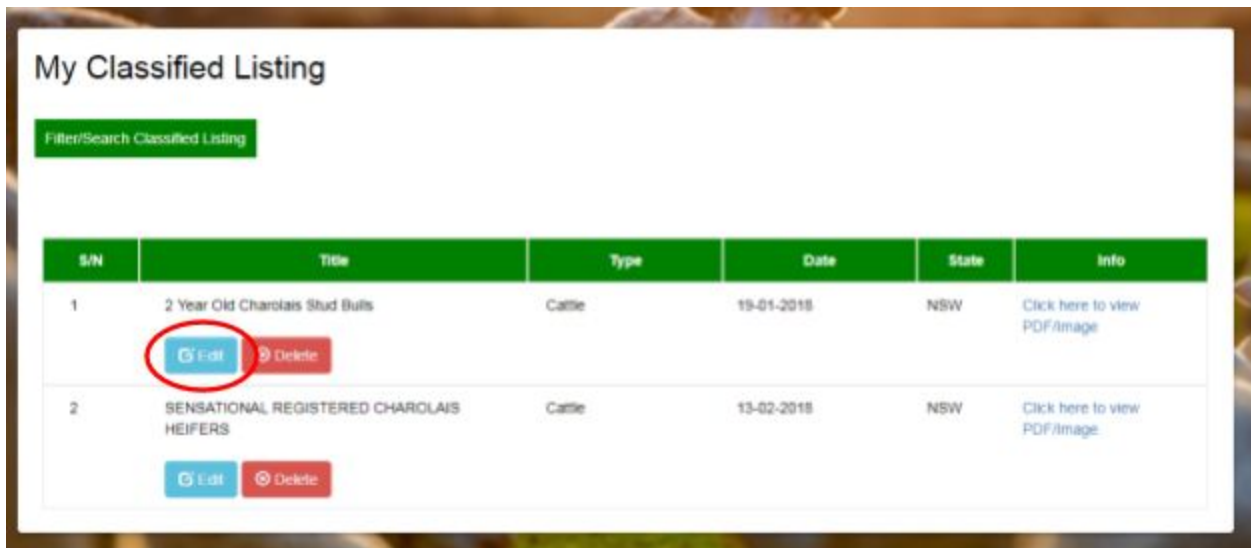 My Classified Listing
Filter/Search Classified Listing
S/N Title Type Date State Info
1 2 Year Old Charolais Stud Bulls Cattle 19-01-2018 NSW Click here to view
PDF/Image
Edit Delete
2 SENSATIONAL REGISTERED CHAROLAIS Cattle 13-02-2018 NSW Click here to view
HEIFERS PDF/Image
Edit Delete